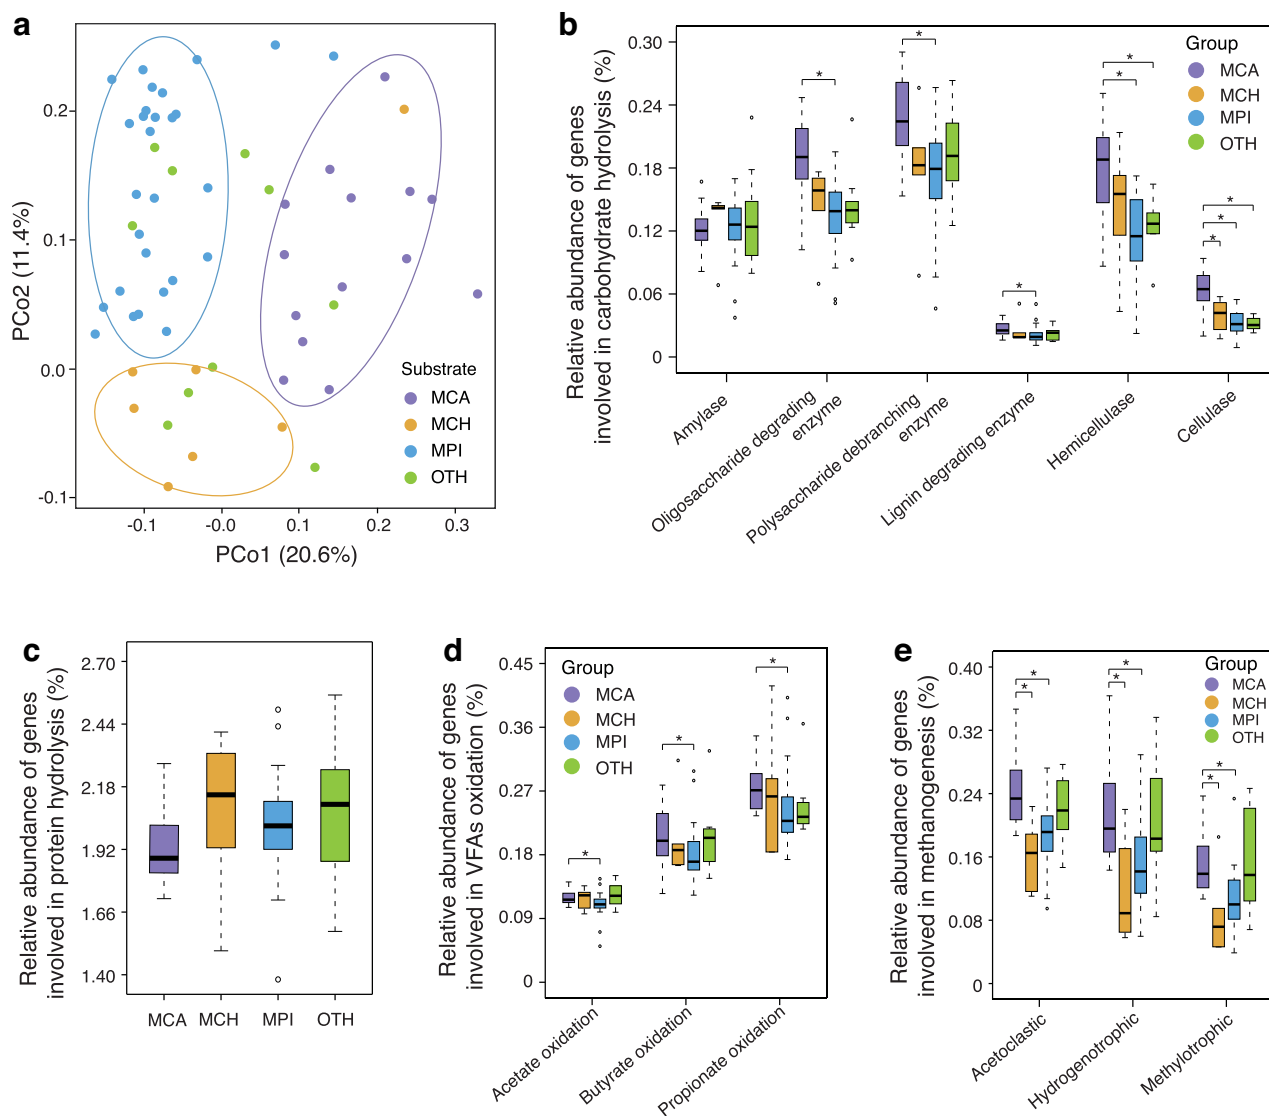 a
PCo2 (11.4%)
0.2
0.1
0.0
-0.1
-0.1
-0.0
0.1
0.2
0.3
PCo1 (20.6%)
Substrate
MCA
MCH
MPI
OTH
b
Relative abundance of genes
involved in carbohydrate hydrolysis (%)
0.30
0.24
0.18
0.12
0.06
0
*
*
*
*
*
*
*
*
Group
MCA
MCH
MPI
OTH
Amylase
Oligosaccharide degrading
enzyme
Polysaccharide debranching
enzyme
Lignin degrading enzyme
Hemicellulase
Cellulase
c
Relative abundance of genes
involved in protein hydrolysis (%)
2.70
2.44
2.18
1.92
1.66
1.40
MCA
MCH
MPI
OTH
d
Relative abundance of genes
involved in VFAs oxidation (%)
0.45
0.36
0.27
0.18
0.09
0
Group
MCA
MCH
MPI
OTH
*
*
*
Acetate oxidation
Butyrate oxidation
Propionate oxidation
e
Relative abundance of genes
involved in methanogenesis (%)
0.40
0.32
0.24
0.16
0.08
0
*
*
*
*
*
*
Group
MCA
MCH
MPI
OTH
Acetoclastic
Hydrogenotrophic
Methylotrophic